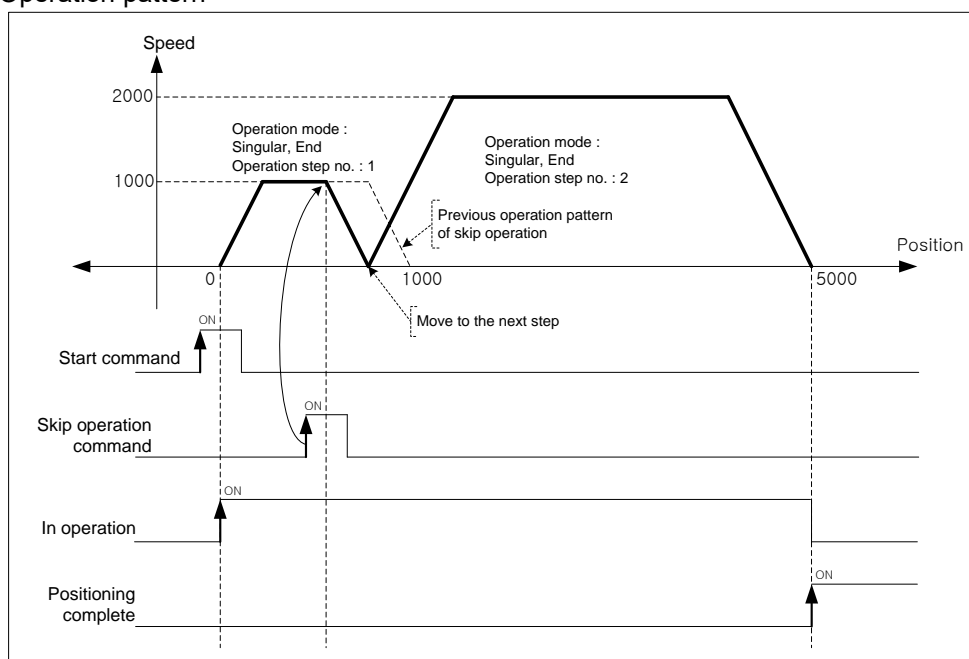 Operation pattern
Speed
2000
Operation mode :
Singular, End
Operation step no. : 1
Operation mode :
Singular, End
Operation step no. : 2
1000
Previous operation pattern
of skip operation
Position
0
1000
5000
Move to the next step
ON
Start command
ON
Skip operation
command
ON
In operation
ON
Positioning
complete